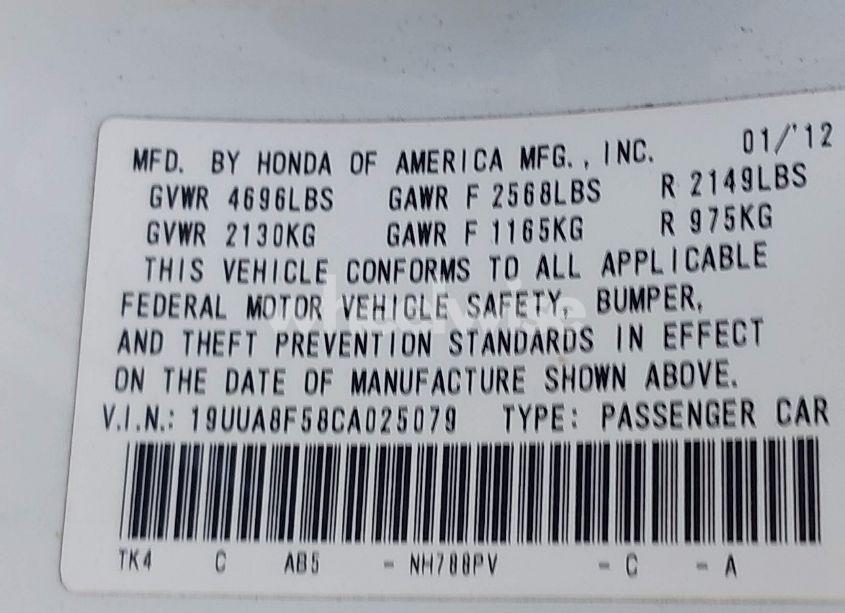 MFD. BY HONDA OF AMERICA MFG., INC. 01/'12
GVWR 4696LBS GAWR F 2568LBS R 2149LBS
GVWR 2130KG GAWR F 1165KG R 975KG
THIS VEHICLE CONFORMS TO ALL APPLICABLE
FEDERAL MOTOR VEHICLE SAFETY, BUMPER,
wheelwise
AND THEFT PREVENTION STANDARDS IN EFFECT
ON THE DATE OF MANUFACTURE SHOWN ABOVE.
V.I.N.: 19UUA8F58CA025079 TYPE: PASSENGER CAR
TK4 C AB5 - NH788PV - C - A